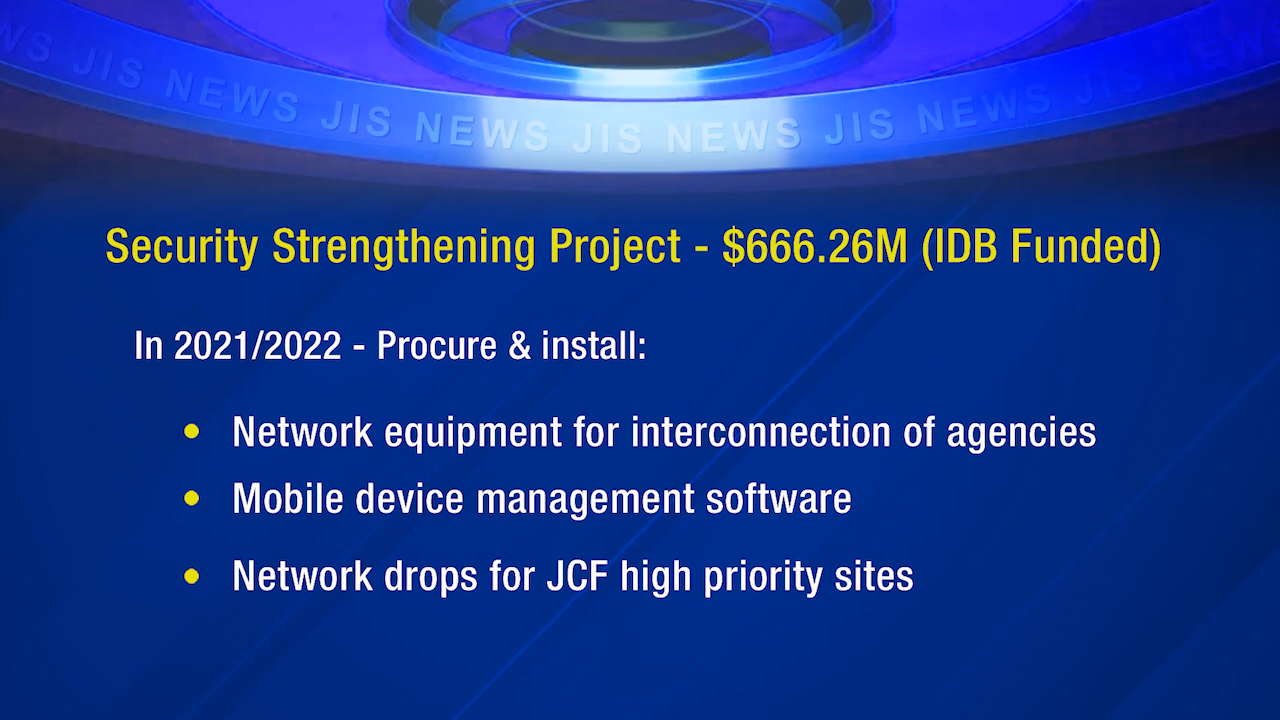 WS JIS NEWS JIS NEWS JIS NEWS JIS NEWS JIS NEWS
Security Strengthening Project - $666.26M (IDB Funded)
In 2021/2022 - Procure & install:
• Network equipment for interconnection of agencies
• Mobile device management software
• Network drops for JCF high priority sites